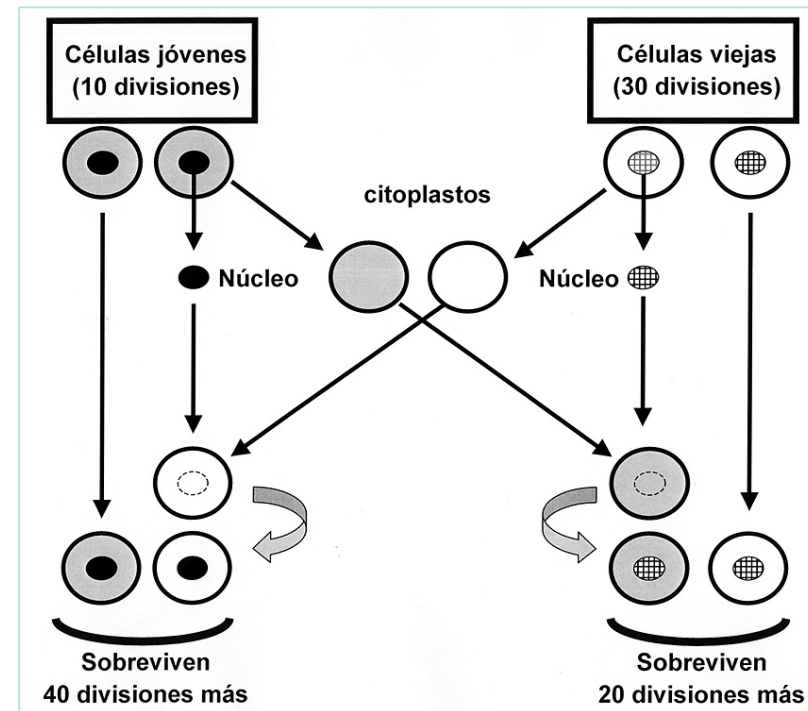 Células jóvenes
(10 divisiones)
Células viejas
(30 divisiones)
citoplastos
Núcleo
Núcleo
Sobreviven
40 divisiones más
Sobreviven
20 divisiones más